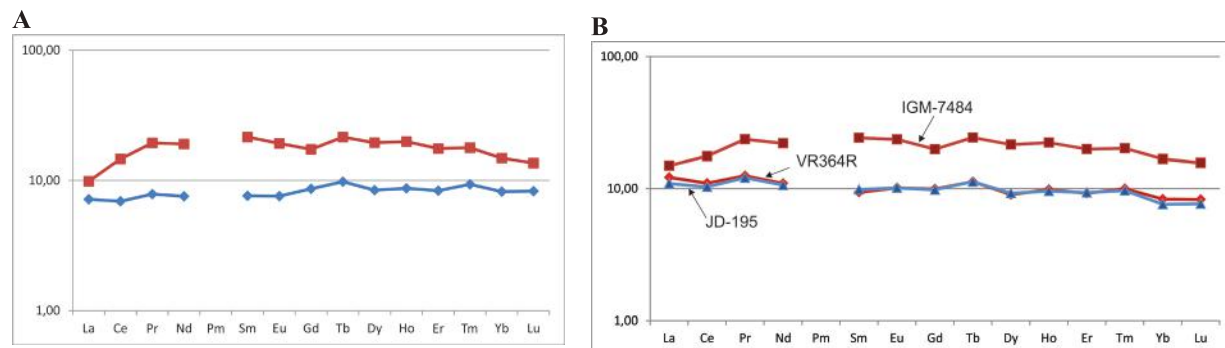 A
100,00
10,00
1,00
La Ce Pr Nd Pm Sm Eu Gd Tb Dy Ho Er Tm Yb Lu
B
100,00
IGM-7484
VR364R
10,00
JD-195
1,00
La Ce Pr Nd Pm Sm Eu Gd Tb Dy Ho Er Tm Yb Lu